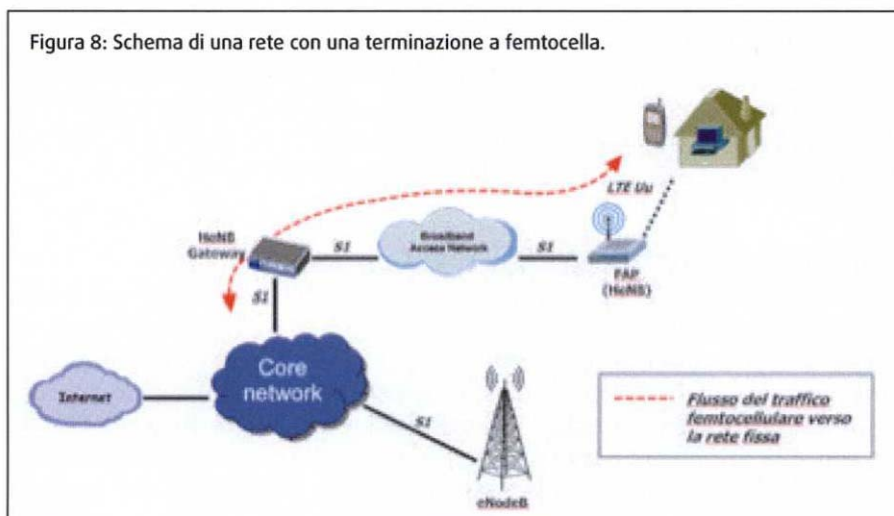 Figura 8: Schema di una rete con una terminazione a femtocella.
LTE Uu
HeNB
Gateway
S1
Broadband
Access Network
S1
FAP
(HeNB)
S1
Core
network
Internet
S1
eNodeB
Flusso del traffico
femtocellulare verso
la rete fissa